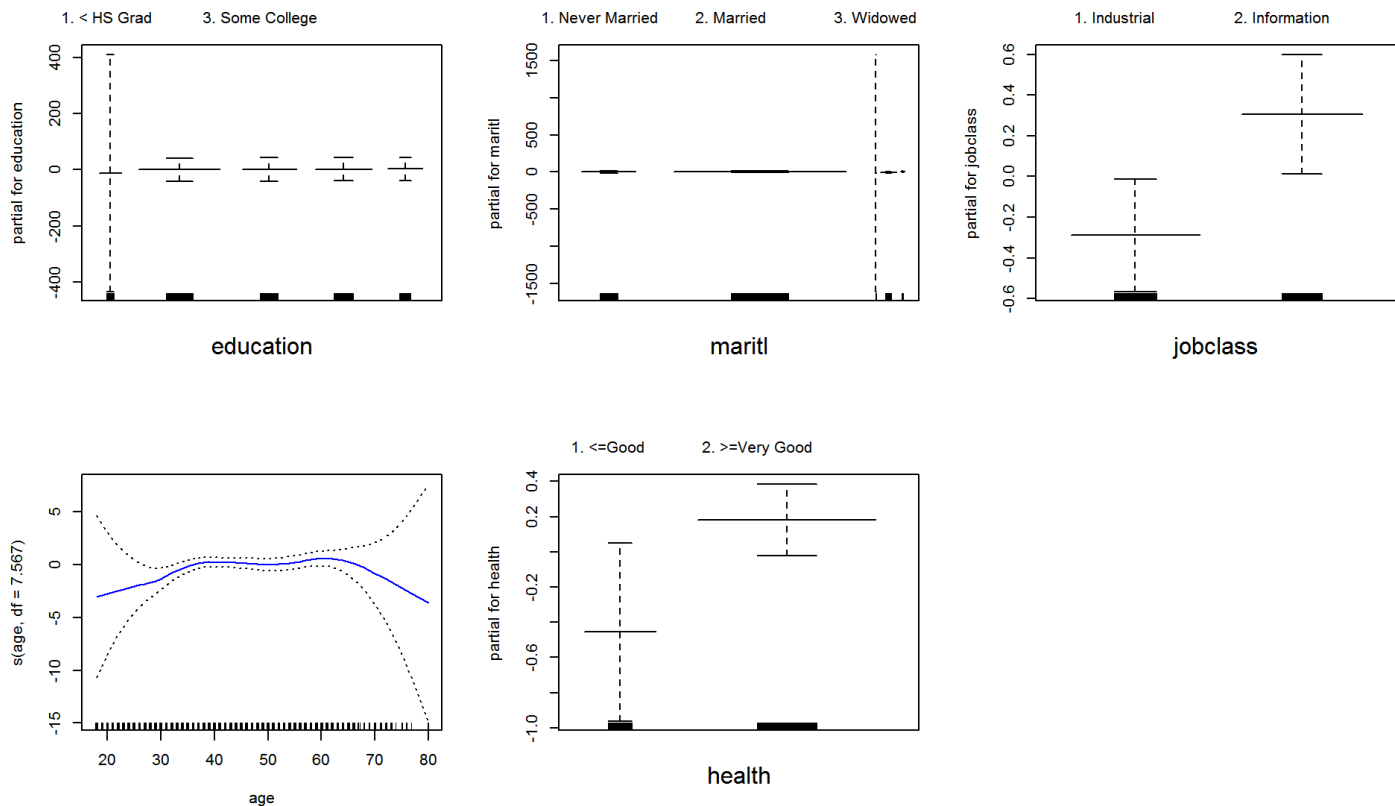 1. < HS Grad 3. Some College
partial for education
400
200
0
-200
-400
education
1. Never Married 2. Married 3. Widowed
partial for maritl
1500
500
0
-500
-1500
maritl
1. Industrial 2. Information
partial for jobclass
0.6
0.4
0.2
0.0
-0.2
-0.4
-0.6
jobclass
s(age, df = 7.567)
5
0
-5
-10
-15
20 30 40 50 60 70 80
age
1. <=Good 2. >=Very Good
partial for health
0.4
0.2
-0.2
-0.6
-1.0
health